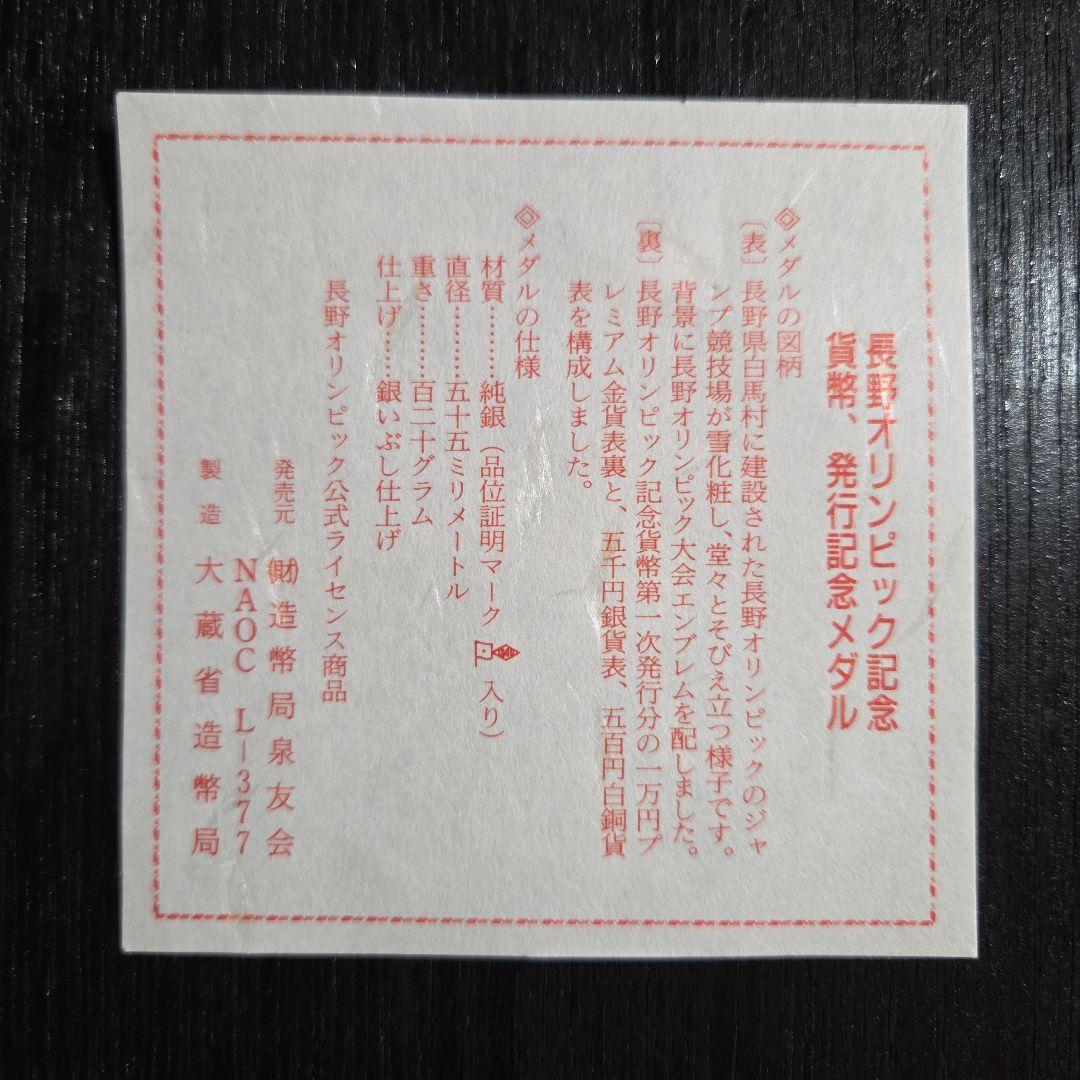 長野オリンピック記念
貨幣、発行記念メダル
◎メダルの図柄
〔表〕長野県白馬村に建設された長野オリンピックのジャ
ンプ競技場が雪化粧し、堂々とそびえ立つ様子です。
背景に長野オリンピック大会エンブレムを配しました。
〔裏〕長野オリンピック記念貨幣第一次発行分の一万円プ
レミアム金貨表裏と、五千円銀貨表、五百円白銅貨
表を構成しました。
◎メダルの仕様
材質………純銀（品位証明マーク 入り）
直径………五十五ミリメートル
重さ………百二十グラム
仕上げ……銀いぶし仕上げ
長野オリンピック公式ライセンス商品
発売元 ㈶造幣局泉友会
NAOC L-377
製造 大蔵省造幣局